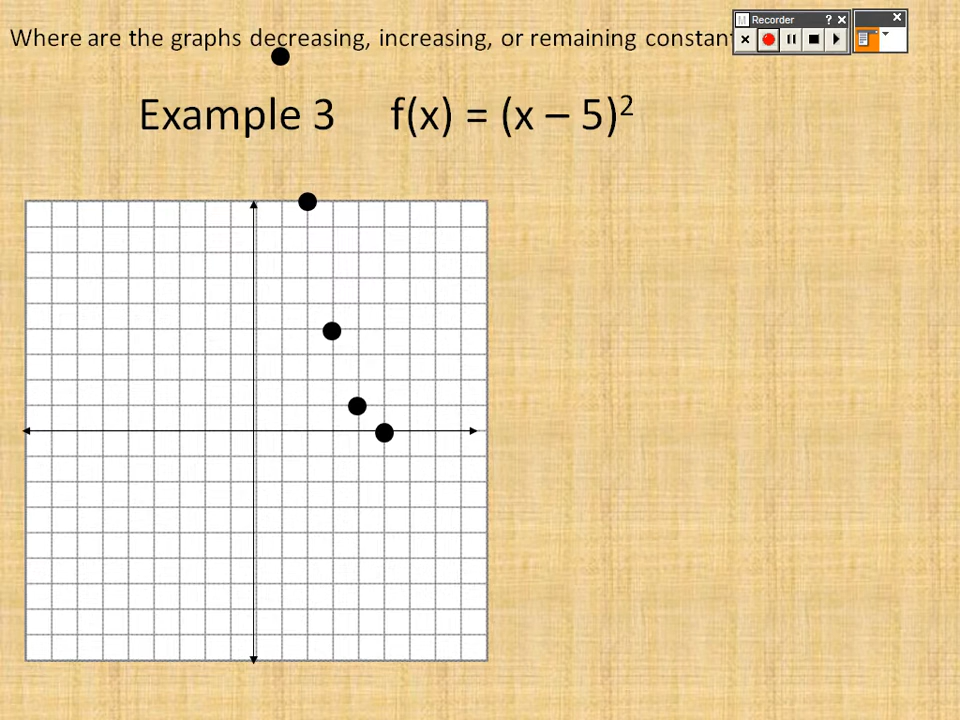 Where are the graphs decreasing, increasing, or remaining constant
M Recorder ? ×
Example 3 f(x) = (x – 5)²